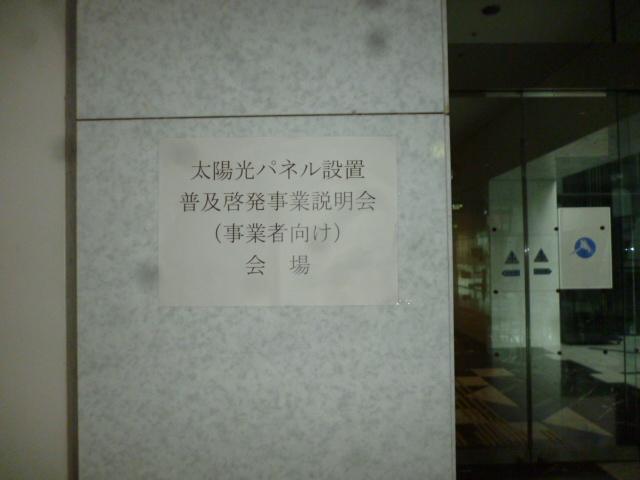 太陽光パネル設置
普及啓発事業説明会
（事業者向け）
会　場